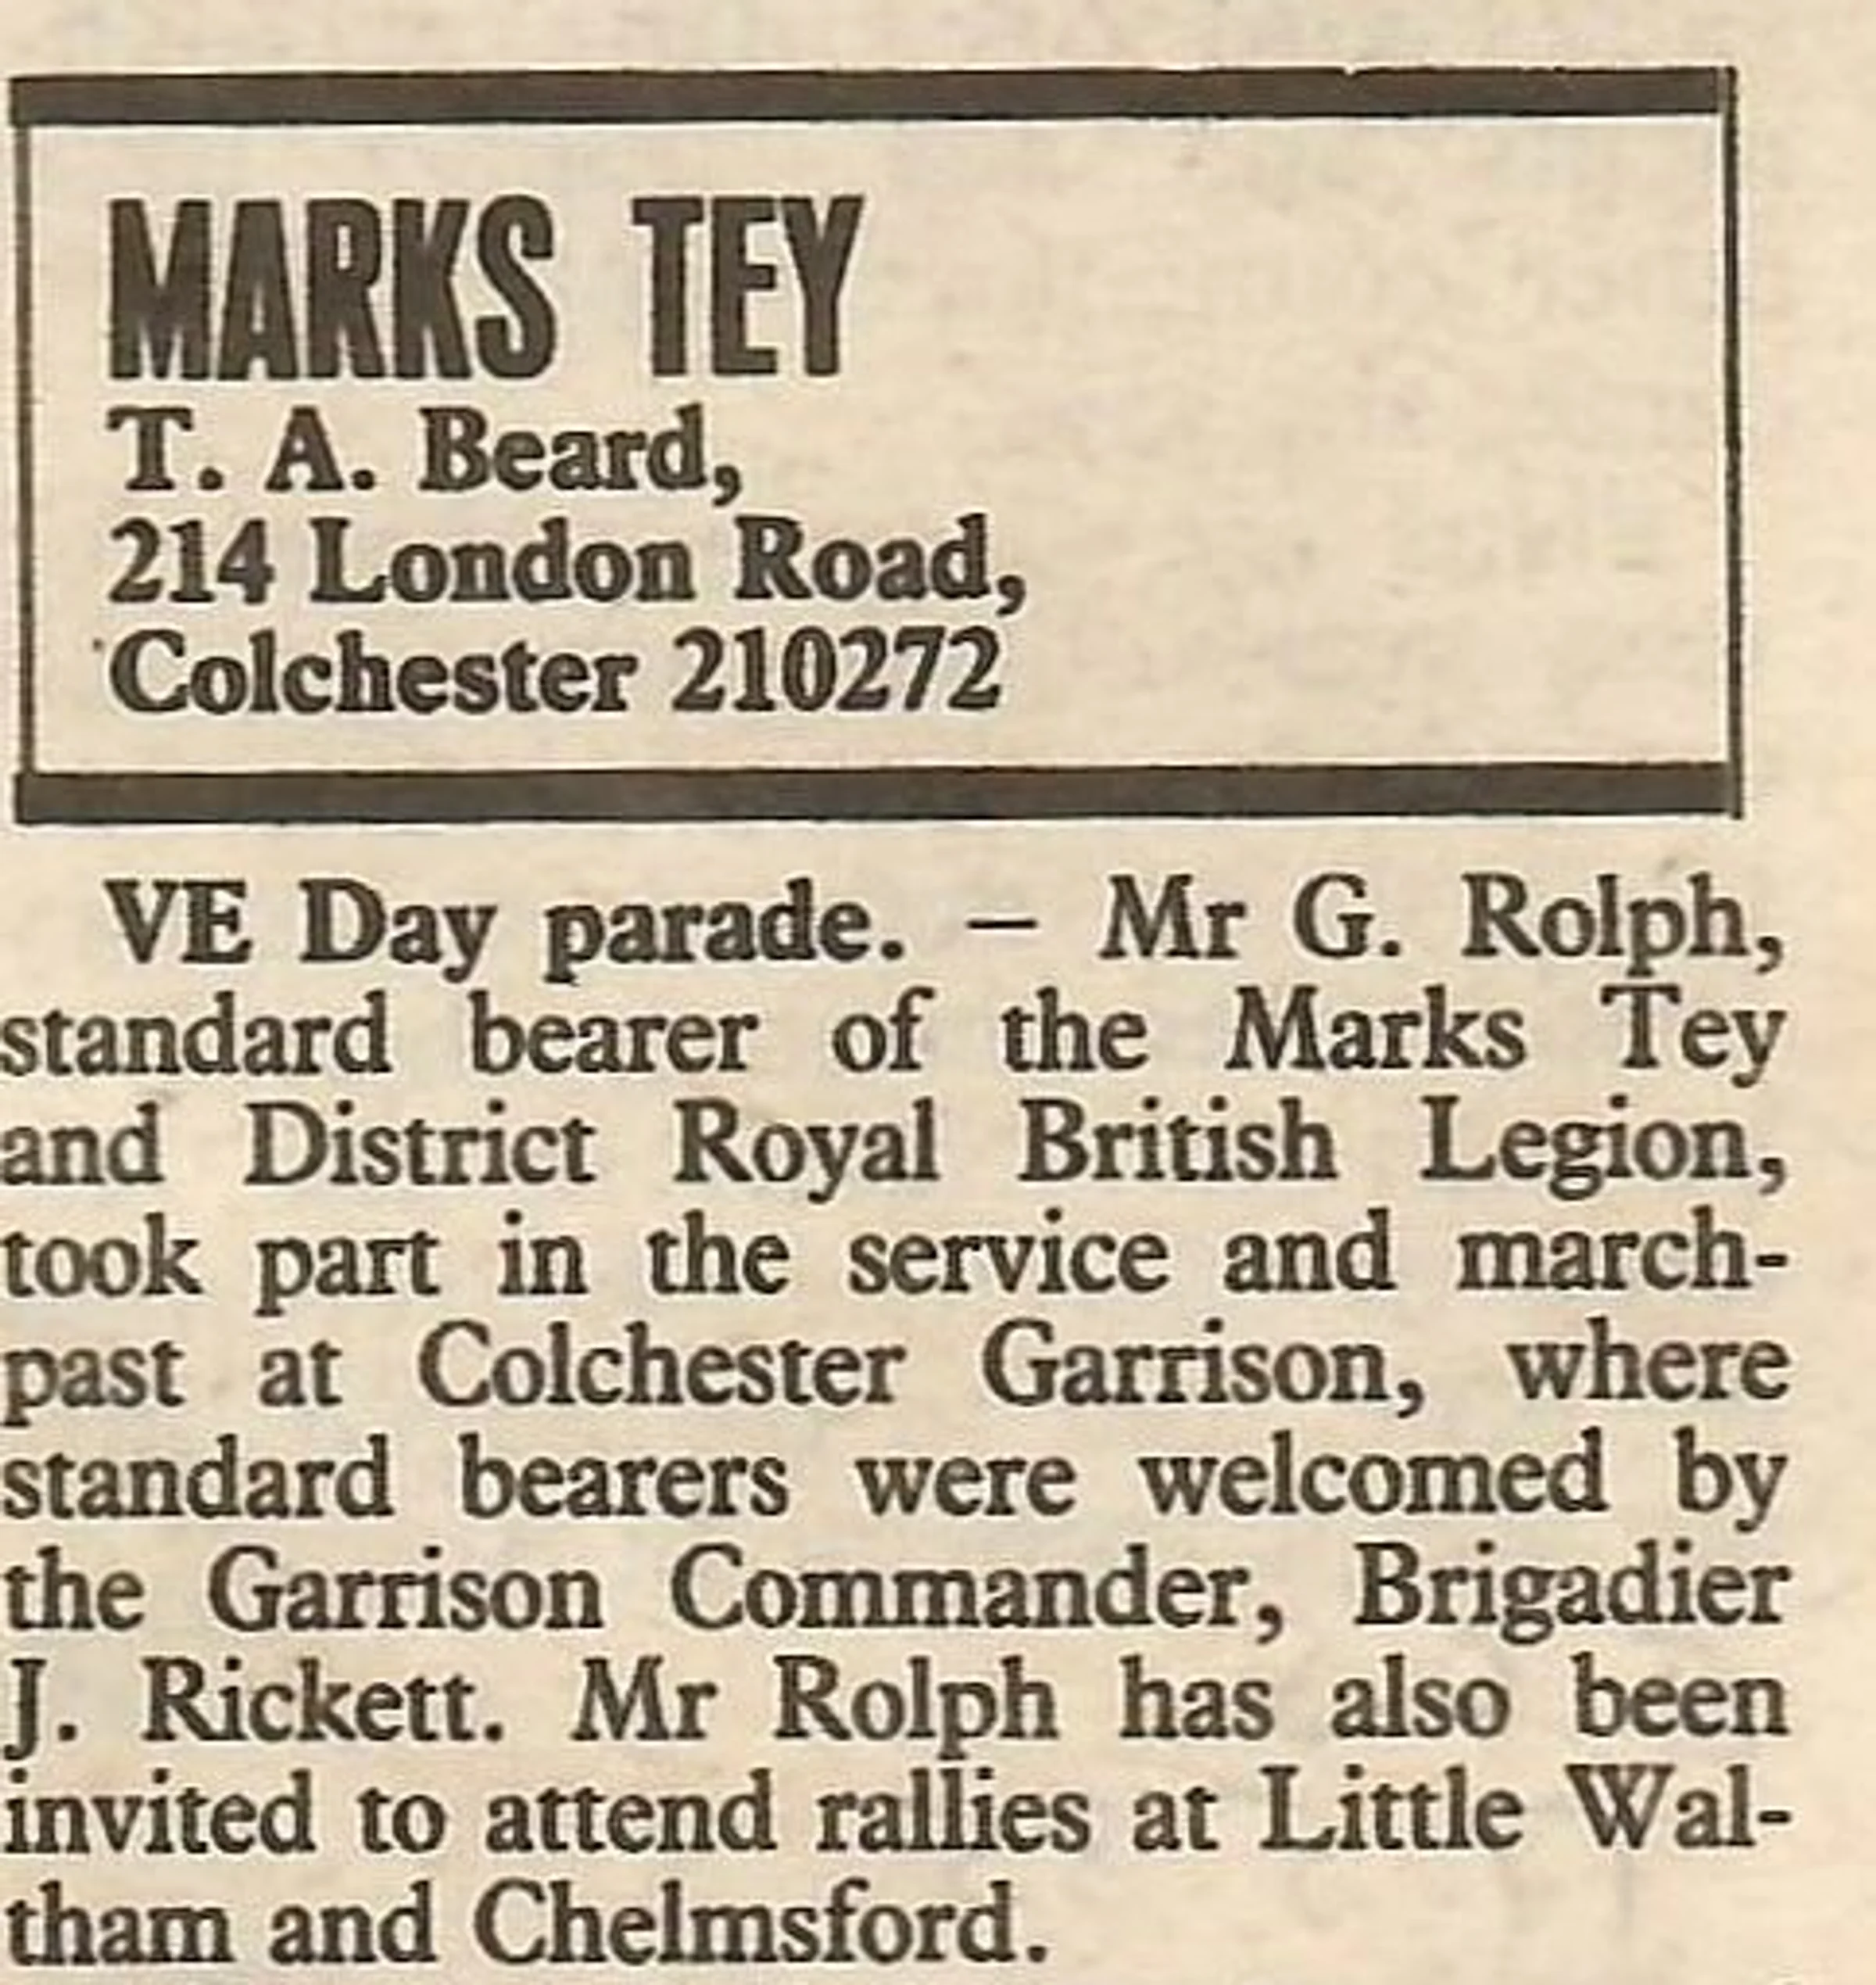 MARKS TEY
T. A. Beard,
214 London Road,
Colchester 210272
VE Day parade. — Mr G. Rolph,
standard bearer of the Marks Tey
and District Royal British Legion,
took part in the service and march-
past at Colchester Garrison, where
standard bearers were welcomed by
the Garrison Commander, Brigadier
J. Rickett. Mr Rolph has also been
invited to attend rallies at Little Wal-
tham and Chelmsford.